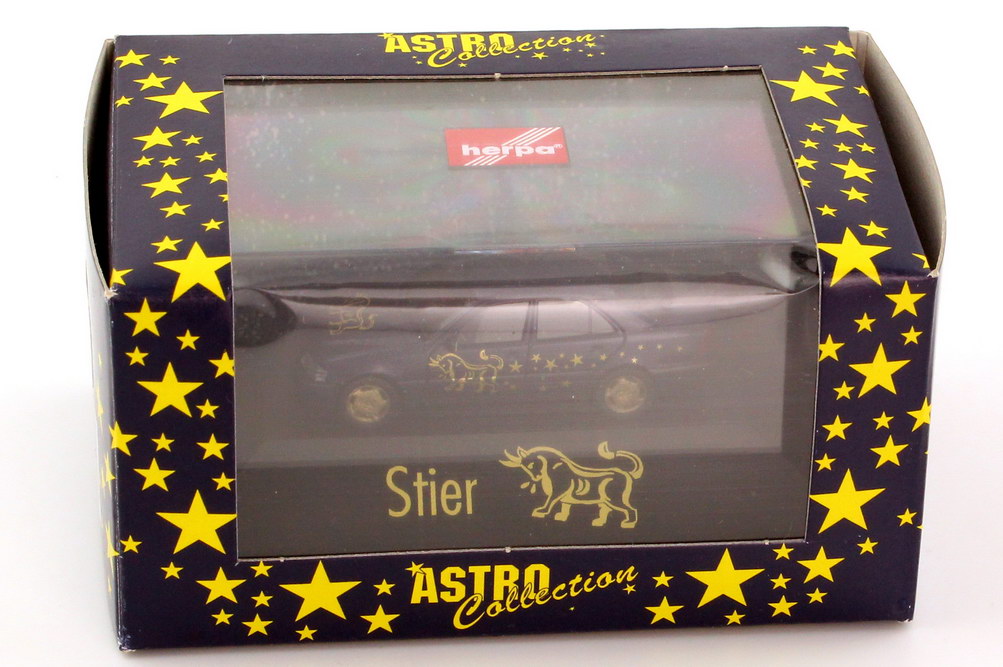 ASTRO
Collection
herpa®
Stier
ASTRO
Collection